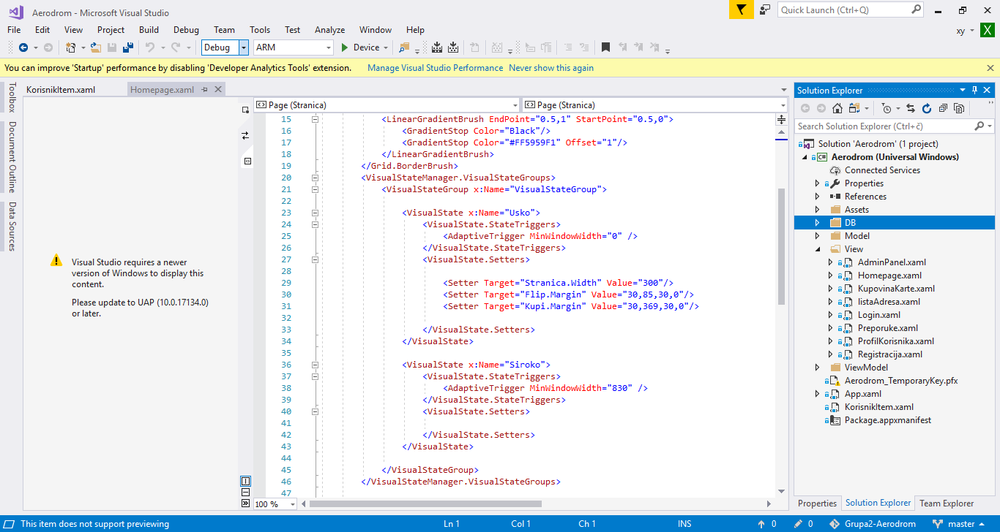 Aerodrom - Microsoft Visual Studio
Quick Launch (Ctrl+Q)
File Edit View Project Build Debug Team Tools Test Analyze Window Help
xy X
Debug ARM Device
You can improve 'Startup' performance by disabling 'Developer Analytics Tools' extension. Manage Visual Studio Performance Never show this again
Toolbox
Document Outline
Data Sources
KorisnikItem.xaml Homepage.xaml
Visual Studio requires a newer
version of Windows to display this
content.
Please update to UAP (10.0.17134.0)
or later.
Page (Stranica) Page (Stranica)
15 <LinearGradientBrush EndPoint="0.5,1" StartPoint="0.5,0">
16 <GradientStop Color="Black"/>
17 <GradientStop Color="#FF5959F1" Offset="1"/>
18 </LinearGradientBrush>
19 </Grid.BorderBrush>
20 <VisualStateManager.VisualStateGroups>
21 <VisualStateGroup x:Name="VisualStateGroup">
22
23 <VisualState x:Name="Usko">
24 <VisualState.StateTriggers>
25 <AdaptiveTrigger MinWindowWidth="0" />
26 </VisualState.StateTriggers>
27 <VisualState.Setters>
28
29 <Setter Target="Stranica.Width" Value="300"/>
30 <Setter Target="Flip.Margin" Value="30,85,30,0"/>
31 <Setter Target="Kupi.Margin" Value="30,369,30,0"/>
32
33 </VisualState.Setters>
34 </VisualState>
35
36 <VisualState x:Name="Siroko">
37 <VisualState.StateTriggers>
38 <AdaptiveTrigger MinWindowWidth="830" />
39 </VisualState.StateTriggers>
40 <VisualState.Setters>
41
42 </VisualState.Setters>
43 </VisualState>
44
45 </VisualStateGroup>
46 </VisualStateManager.VisualStateGroups>
47
100 %
Solution Explorer
Search Solution Explorer (Ctrl+č)
Solution 'Aerodrom' (1 project)
C# Aerodrom (Universal Windows)
Connected Services
Properties
References
Assets
DB
Model
View
AdminPanel.xaml
Homepage.xaml
KupovinaKarte.xaml
listaAdresa.xaml
Login.xaml
Preporuke.xaml
ProfilKorisnika.xaml
Registracija.xaml
ViewModel
Aerodrom_TemporaryKey.pfx
App.xaml
KorisnikItem.xaml
Package.appxmanifest
Properties Solution Explorer Team Explorer
This item does not support previewing Ln 1 Col 1 Ch 1 INS 0 0 Grupa2-Aerodrom master